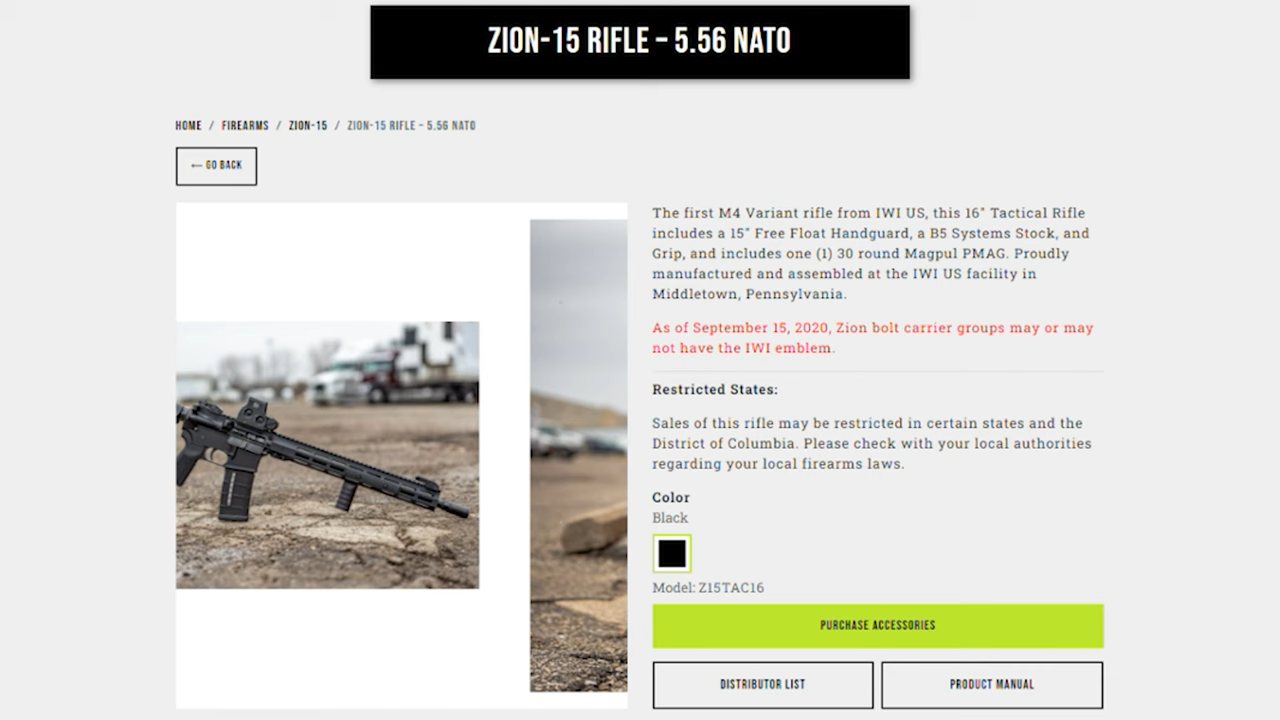 ZION-15 RIFLE – 5.56 NATO
HOME / FIREARMS / ZION-15 / ZION-15 RIFLE – 5.56 NATO
← GO BACK
The first M4 Variant rifle from IWI US, this 16" Tactical Rifle
includes a 15" Free Float Handguard, a B5 Systems Stock, and
Grip, and includes one (1) 30 round Magpul PMAG. Proudly
manufactured and assembled at the IWI US facility in
Middletown, Pennsylvania.
As of September 15, 2020, Zion bolt carrier groups may or may
not have the IWI emblem.
Restricted States:
Sales of this rifle may be restricted in certain states and the
District of Columbia. Please check with your local authorities
regarding your local firearms laws.
Color
Black
Model: Z15TAC16
PURCHASE ACCESSORIES
DISTRIBUTOR LIST
PRODUCT MANUAL